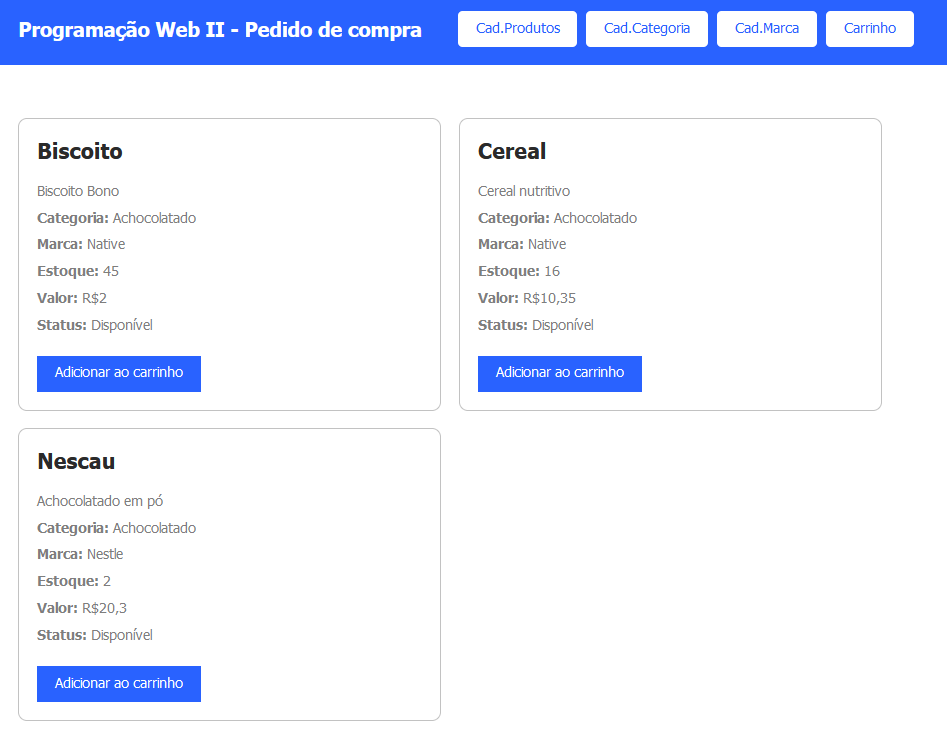 Programação Web II - Pedido de compra
Cad.Produtos
Cad.Categoria
Cad.Marca
Carrinho
Biscoito
Biscoito Bono
Categoria: Achocolatado
Marca: Native
Estoque: 45
Valor: R$2
Status: Disponível
Adicionar ao carrinho
Cereal
Cereal nutritivo
Categoria: Achocolatado
Marca: Native
Estoque: 16
Valor: R$10,35
Status: Disponível
Adicionar ao carrinho
Nescau
Achocolatado em pó
Categoria: Achocolatado
Marca: Nestle
Estoque: 2
Valor: R$20,3
Status: Disponível
Adicionar ao carrinho